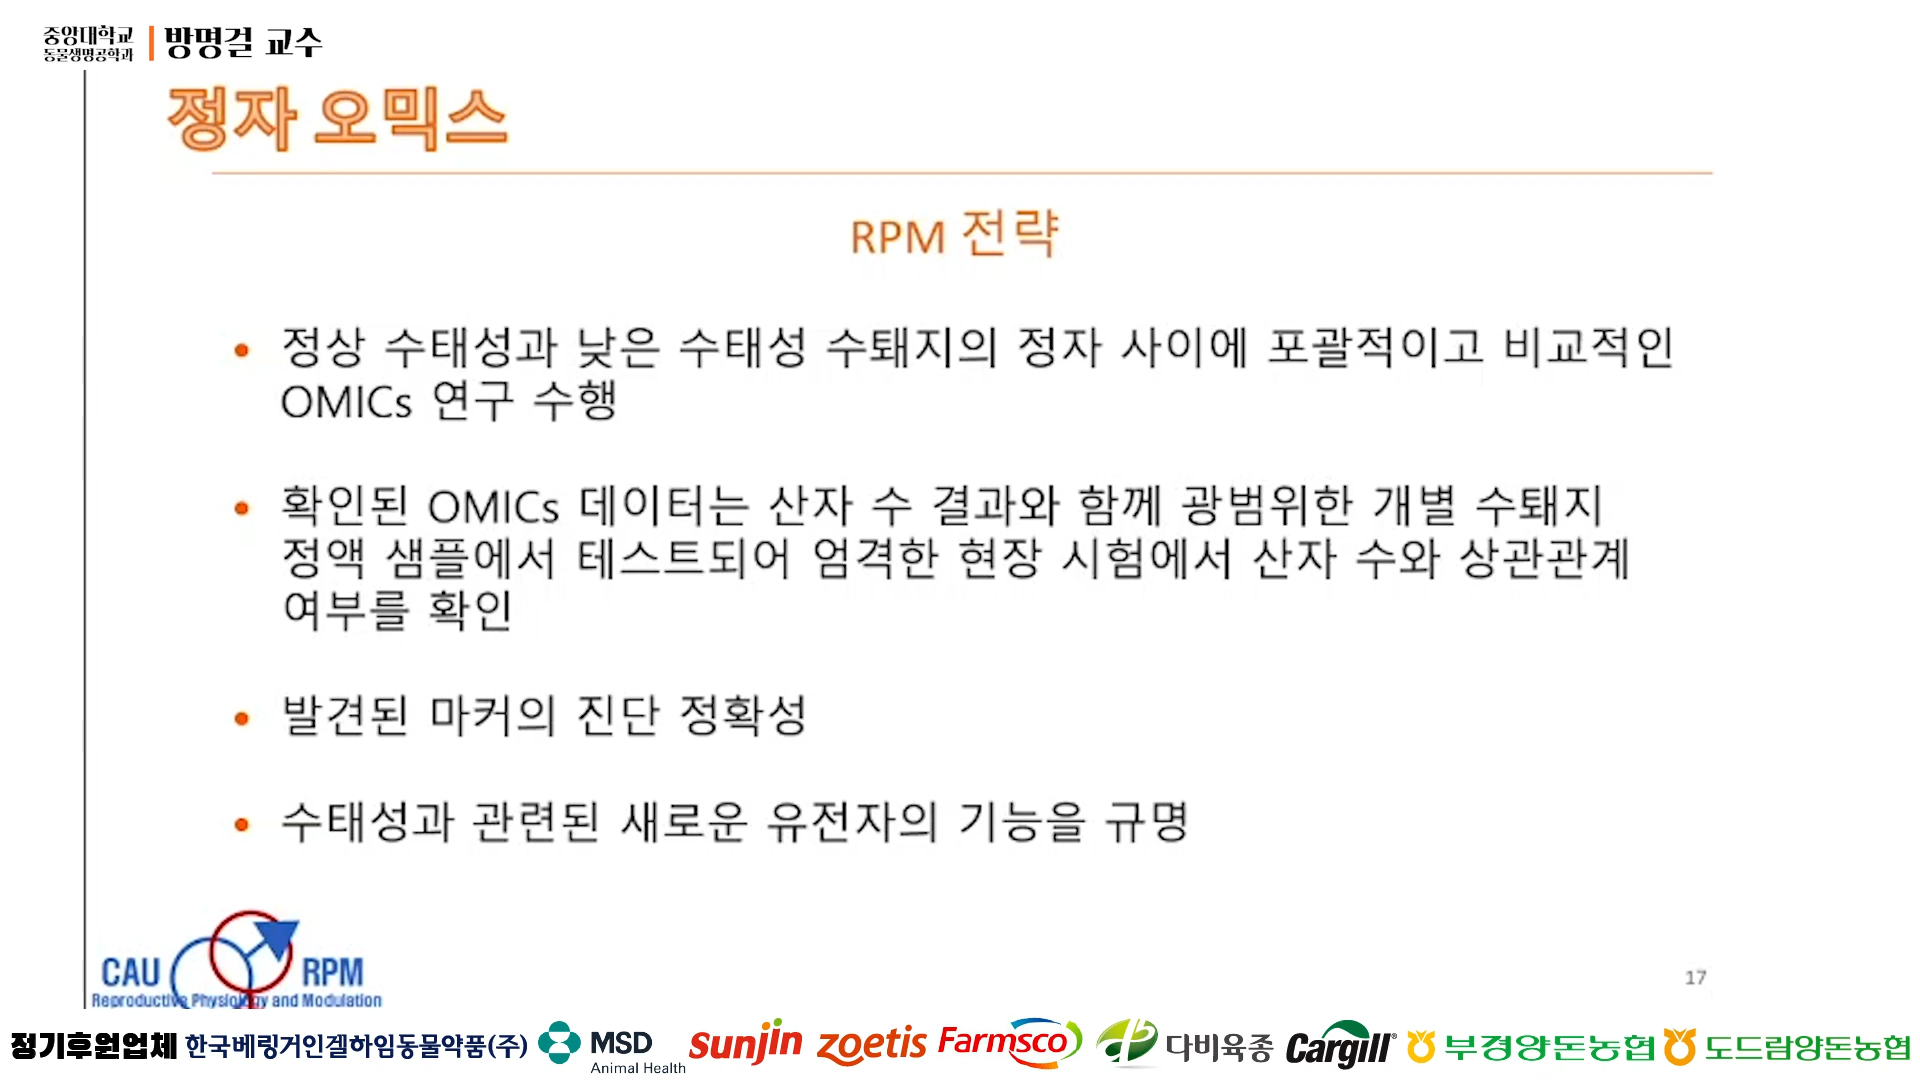 중앙대학교
동물생명공학과
방명걸 교수
정자 오믹스
RPM 전략
• 정상 수태성과 낮은 수태성 수퇘지의 정자 사이에 포괄적이고 비교적인
OMICs 연구 수행
• 확인된 OMICs 데이터는 산자 수 결과와 함께 광범위한 개별 수퇘지
정액 샘플에서 테스트되어 엄격한 현장 시험에서 산자 수와 상관관계
여부를 확인
• 발견된 마커의 진단 정확성
• 수태성과 관련된 새로운 유전자의 기능을 규명
CAU RPM
Reproductive Physiology and Modulation
17
정기후원업체 한국베링거인겔하임동물약품(주) MSD Animal Health sunjin zoetis Farmsco 다비육종 Cargill® 부경양돈농협 도드람양돈농협